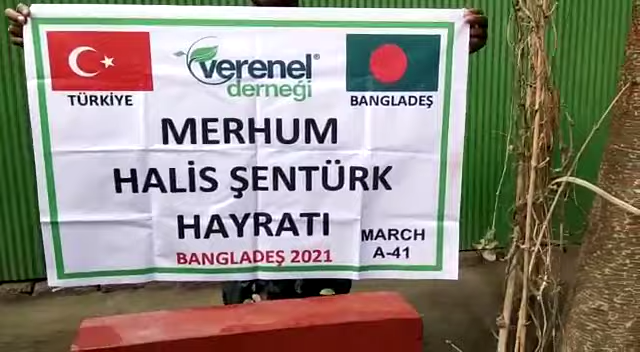 verenel®
derneği
TÜRKİYE
BANGLADEŞ
MERHUM
HALİS ŞENTÜRK
HAYRATI
BANGLADEŞ 2021
MARCH
A-41